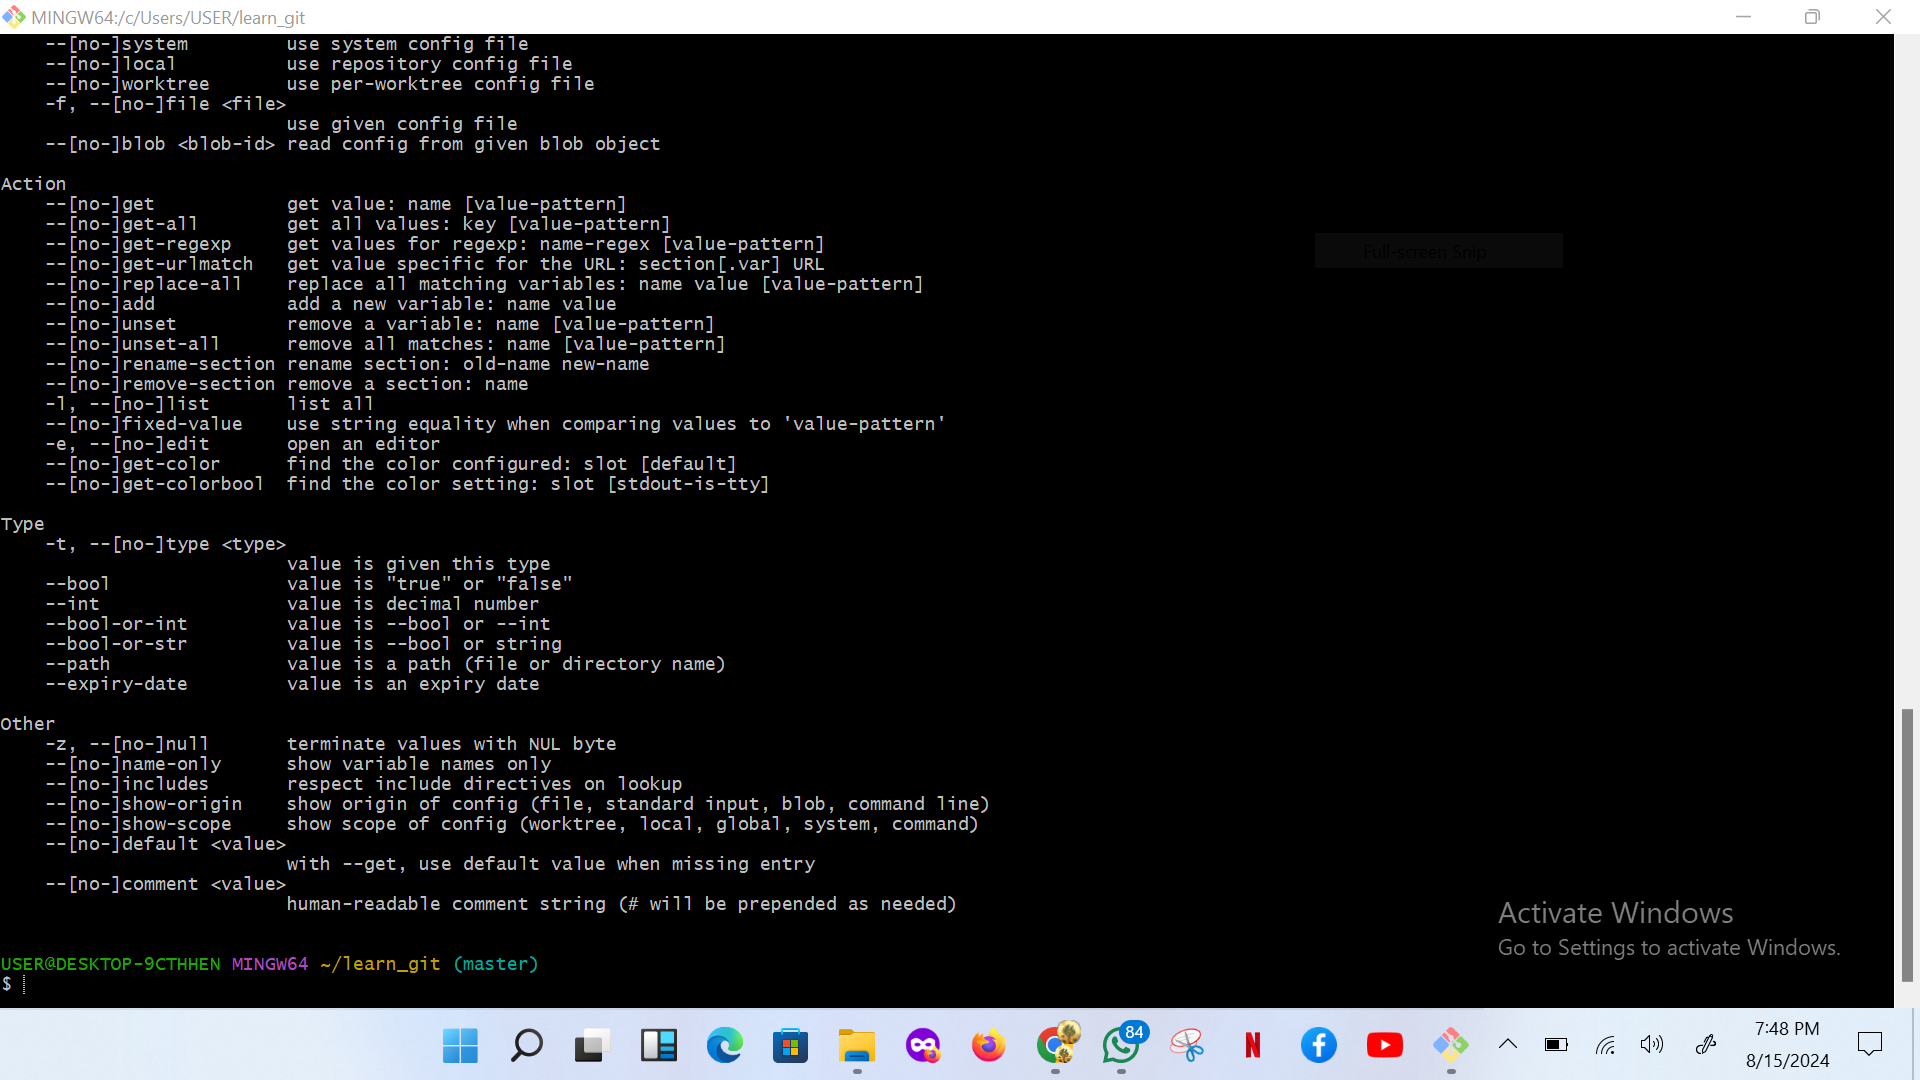 MINGW64:/c/Users/USER/learn_git
--[no-]system         use system config file
--[no-]local          use repository config file
--[no-]worktree       use per-worktree config file
-f, --[no-]file <file>
use given config file
--[no-]blob <blob-id> read config from given blob object
Action
--[no-]get            get value: name [value-pattern]
--[no-]get-all        get all values: key [value-pattern]
--[no-]get-regexp     get values for regexp: name-regex [value-pattern]
--[no-]get-urlmatch   get value specific for the URL: section[.var] URL
--[no-]replace-all    replace all matching variables: name value [value-pattern]
--[no-]add            add a new variable: name value
--[no-]unset          remove a variable: name [value-pattern]
--[no-]unset-all      remove all matches: name [value-pattern]
--[no-]rename-section rename section: old-name new-name
--[no-]remove-section remove a section: name
-l, --[no-]list       list all
--[no-]fixed-value    use string equality when comparing values to 'value-pattern'
-e, --[no-]edit       open an editor
--[no-]get-color      find the color configured: slot [default]
--[no-]get-colorbool  find the color setting: slot [stdout-is-tty]
Full-screen Snip
Type
-t, --[no-]type <type>
value is given this type
--bool                value is "true" or "false"
--int                 value is decimal number
--bool-or-int         value is --bool or --int
--bool-or-str         value is --bool or string
--path                value is a path (file or directory name)
--expiry-date         value is an expiry date
Other
-z, --[no-]null       terminate values with NUL byte
--[no-]name-only      show variable names only
--[no-]includes       respect include directives on lookup
--[no-]show-origin    show origin of config (file, standard input, blob, command line)
--[no-]show-scope     show scope of config (worktree, local, global, system, command)
--[no-]default <value>
with --get, use default value when missing entry
--[no-]comment <value>
human-readable comment string (# will be prepended as needed)
USER@DESKTOP-9CTHHEN MINGW64 ~/learn_git (master)
$
Activate Windows
Go to Settings to activate Windows.
84
N
7:48 PM
8/15/2024